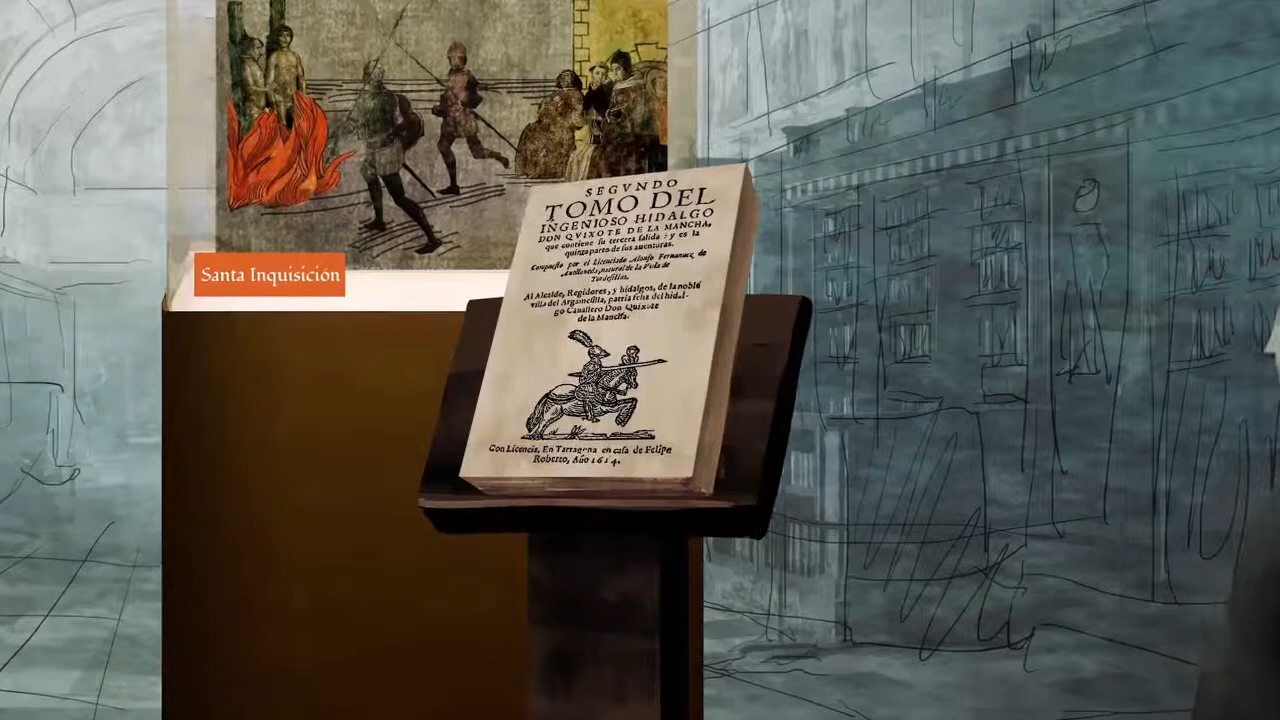 Santa Inquisición
SEGVNDO
TOMO DEL
INGENIOSO HIDALGO
DON QVIXOTE DE LA MANCHA,
que contiene su tercera salida : y es la
quinta parte de sus auenturas.
Compuesto por el Licenciado Alonso Fernandez de
Auellaneda, natural de la Villa de
Tordesillas.
Al Alcalde, Regidores, y hidalgos, de la noble
villa del Argamesilla, patria feliz del hidal-
go Cauallero Don Quixote
de la Mancha.
Con Licencia, En Tarragona en casa de Felipe
Roberto, Año 1614.